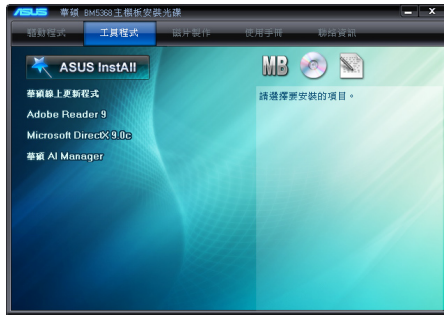 ASUS 華碩 BM5368主機板安裝光碟
驅動程式 工具程式 磁片製作 使用手冊 聯絡資訊
ASUS InstAll
MB
華碩線上更新程式
請選擇要安裝的項目。
Adobe Reader 9
Microsoft DirectX 9.0c
華碩 AI Manager